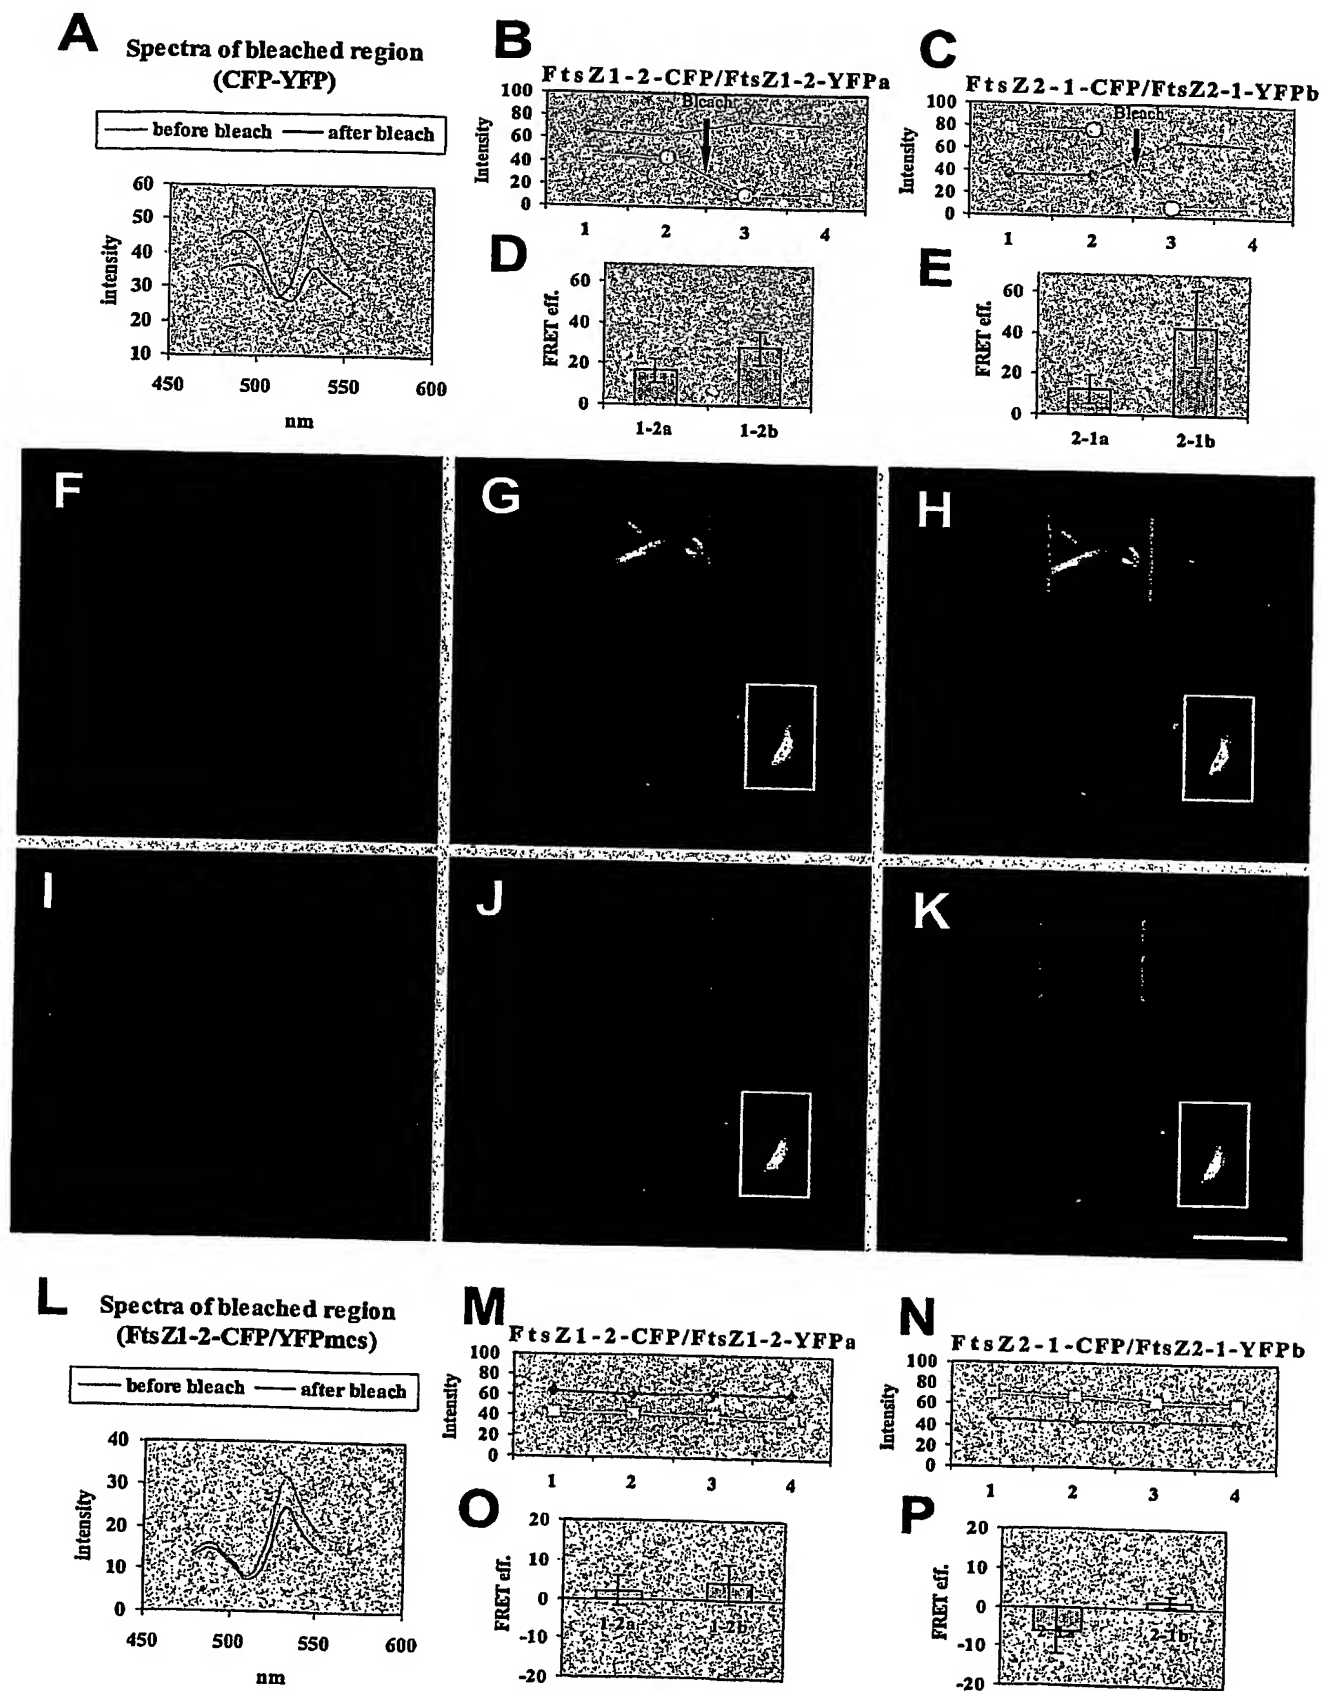 A
Spectra of bleached region
(CFP-YFP)
before bleach after bleach
60
50
40
30
20
10
intensity
450 500 550 600
nm
B
FtsZ1-2-CFP/FtsZ1-2-YFPa
Bleach
100
80
60
40
20
0
Intensity
1 2 3 4
C
FtsZ2-1-CFP/FtsZ2-1-YFPb
Bleach
100
80
60
40
20
0
Intensity
1 2 3 4
D
60
40
20
0
FRET eff.
1-2a 1-2b
E
60
40
20
0
FRET eff.
2-1a 2-1b
F
G
H
I
J
K
L
Spectra of bleached region
(FtsZ1-2-CFP/YFPmcs)
before bleach after bleach
40
30
20
10
0
intensity
450 500 550 600
nm
M
FtsZ1-2-CFP/FtsZ1-2-YFPa
100
80
60
40
20
0
Intensity
1 2 3 4
N
FtsZ2-1-CFP/FtsZ2-1-YFPb
100
80
60
40
20
0
Intensity
1 2 3 4
O
20
10
0
-10
-20
FRET eff.
1-2a 1-2b
P
20
10
0
-10
-20
FRET eff.
2-1b